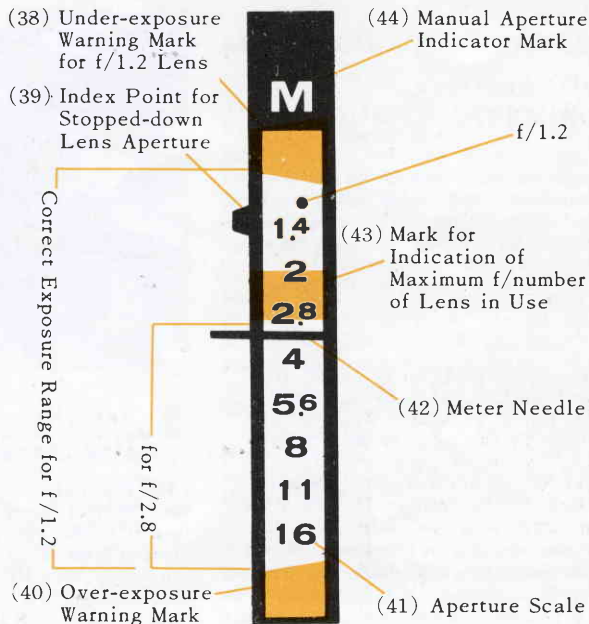 (38) Under-exposure
Warning Mark
for f/1.2 Lens
(39) Index Point for
Stopped-down
Lens Aperture
(44) Manual Aperture
Indicator Mark
f/1.2
(43) Mark for
Indication of
Maximum f/number
of Lens in Use
(42) Meter Needle
(41) Aperture Scale
(40) Over-exposure
Warning Mark
Correct Exposure Range for f/1.2
for f/2.8
M
1.4
2
2.8
4
5.6
8
11
16